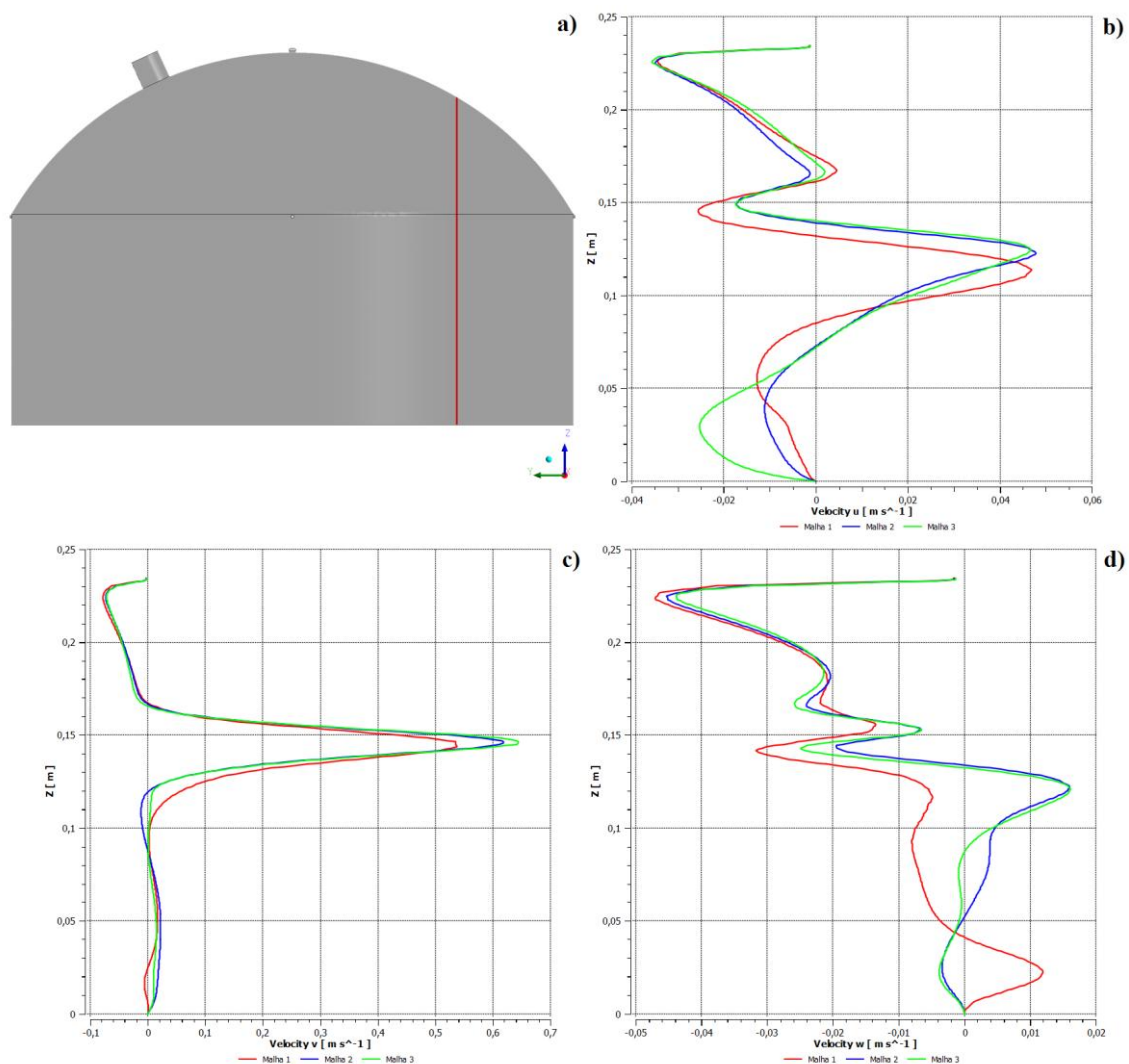 a)
Z
Y
X
b)
0,25
0,2
0,15
0,1
0,05
0
Z [ m ]
-0,04
-0,02
0
0,02
0,04
0,06
Velocity u [ m s^-1 ]
Malha 1
Malha 2
Malha 3
c)
0,25
0,2
0,15
0,1
0,05
0
Z [ m ]
-0,1
0
0,1
0,2
0,3
0,4
0,5
0,6
0,7
Velocity v [ m s^-1 ]
Malha 1
Malha 2
Malha 3
d)
0,25
0,2
0,15
0,1
0,05
0
Z [ m ]
-0,05
-0,04
-0,03
-0,02
-0,01
0
0,01
0,02
Velocity w [ m s^-1 ]
Malha 1
Malha 2
Malha 3